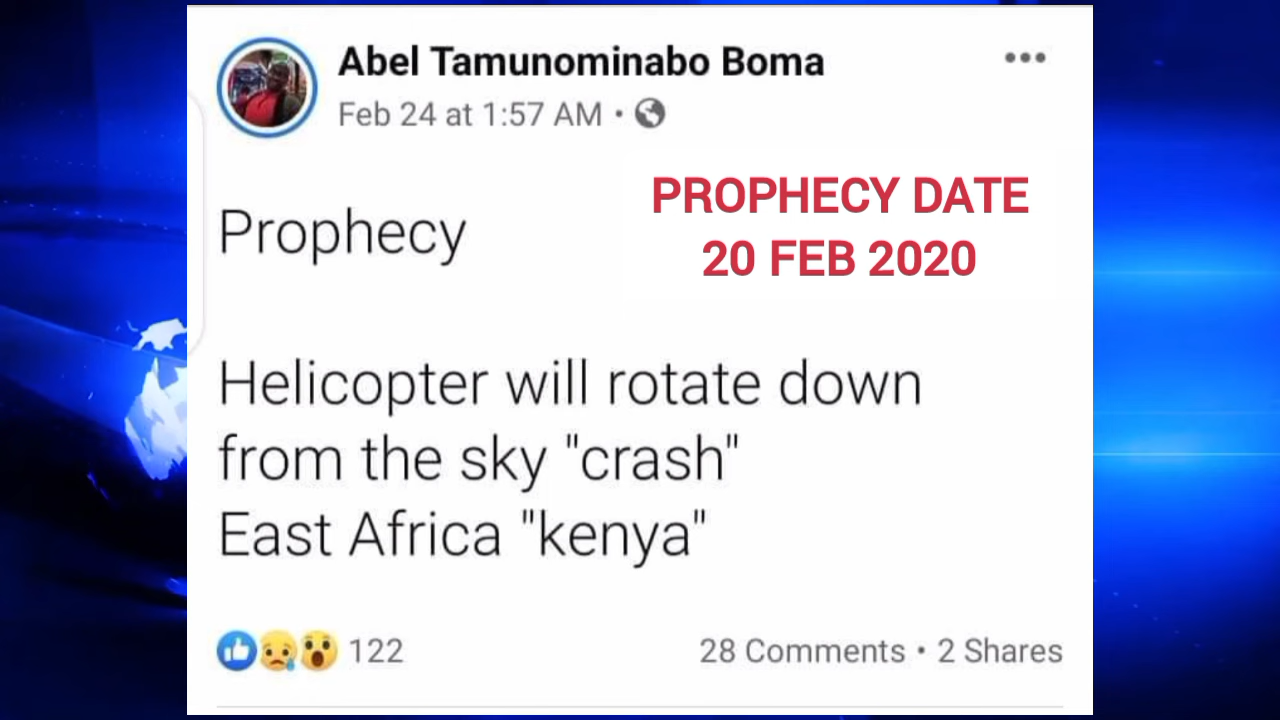 Abel Tamunominabo Boma
Feb 24 at 1:57 AM •
PROPHECY DATE
20 FEB 2020
Prophecy
Helicopter will rotate down
from the sky "crash"
East Africa "kenya"
122
28 Comments • 2 Shares